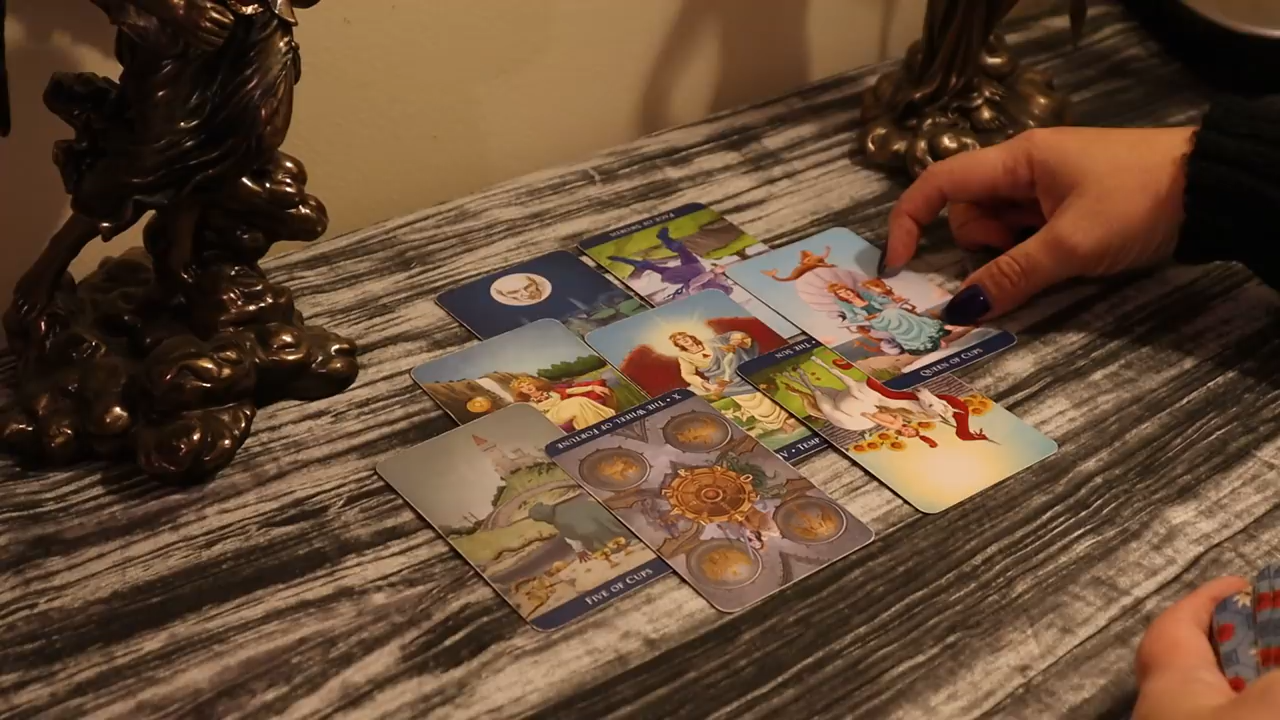 PAGE OF SWORDS
QUEEN OF CUPS
THE SUN
X • THE WHEEL OF FORTUNE
FIVE OF CUPS